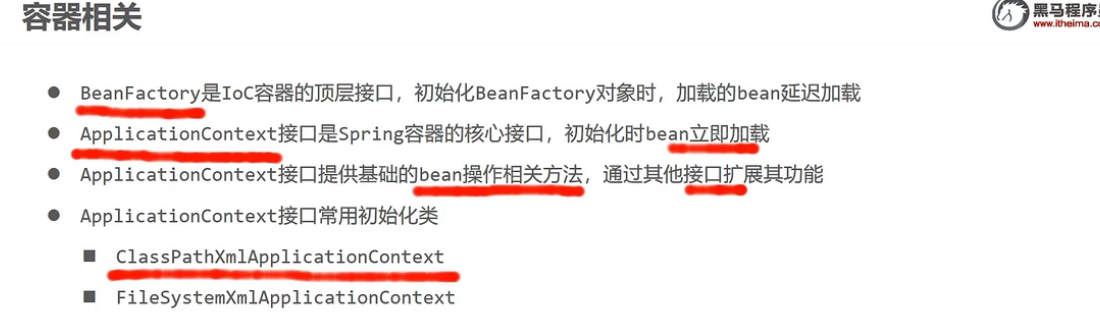 容器相关
黑马程序员
www.itheima.co
BeanFactory是IoC容器的顶层接口，初始化BeanFactory对象时，加载的bean延迟加载
ApplicationContext接口是Spring容器的核心接口，初始化时bean立即加载
ApplicationContext接口提供基础的bean操作相关方法，通过其他接口扩展其功能
ApplicationContext接口常用初始化类
ClassPathXmlApplicationContext
FileSystemXmlApplicationContext